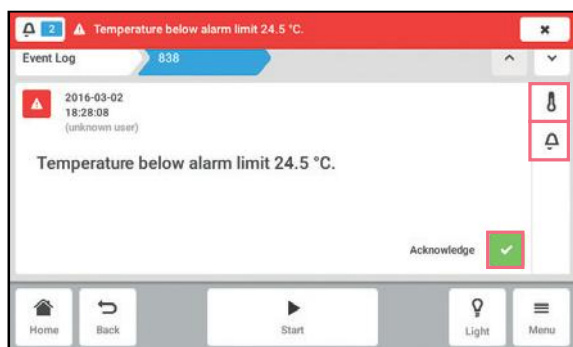 2 Temperature below alarm limit 24.5 °C.
Event Log 838
2016-03-02
18:28:08
(unknown user)
Temperature below alarm limit 24.5 °C.
Acknowledge
Home Back Start Light Menu